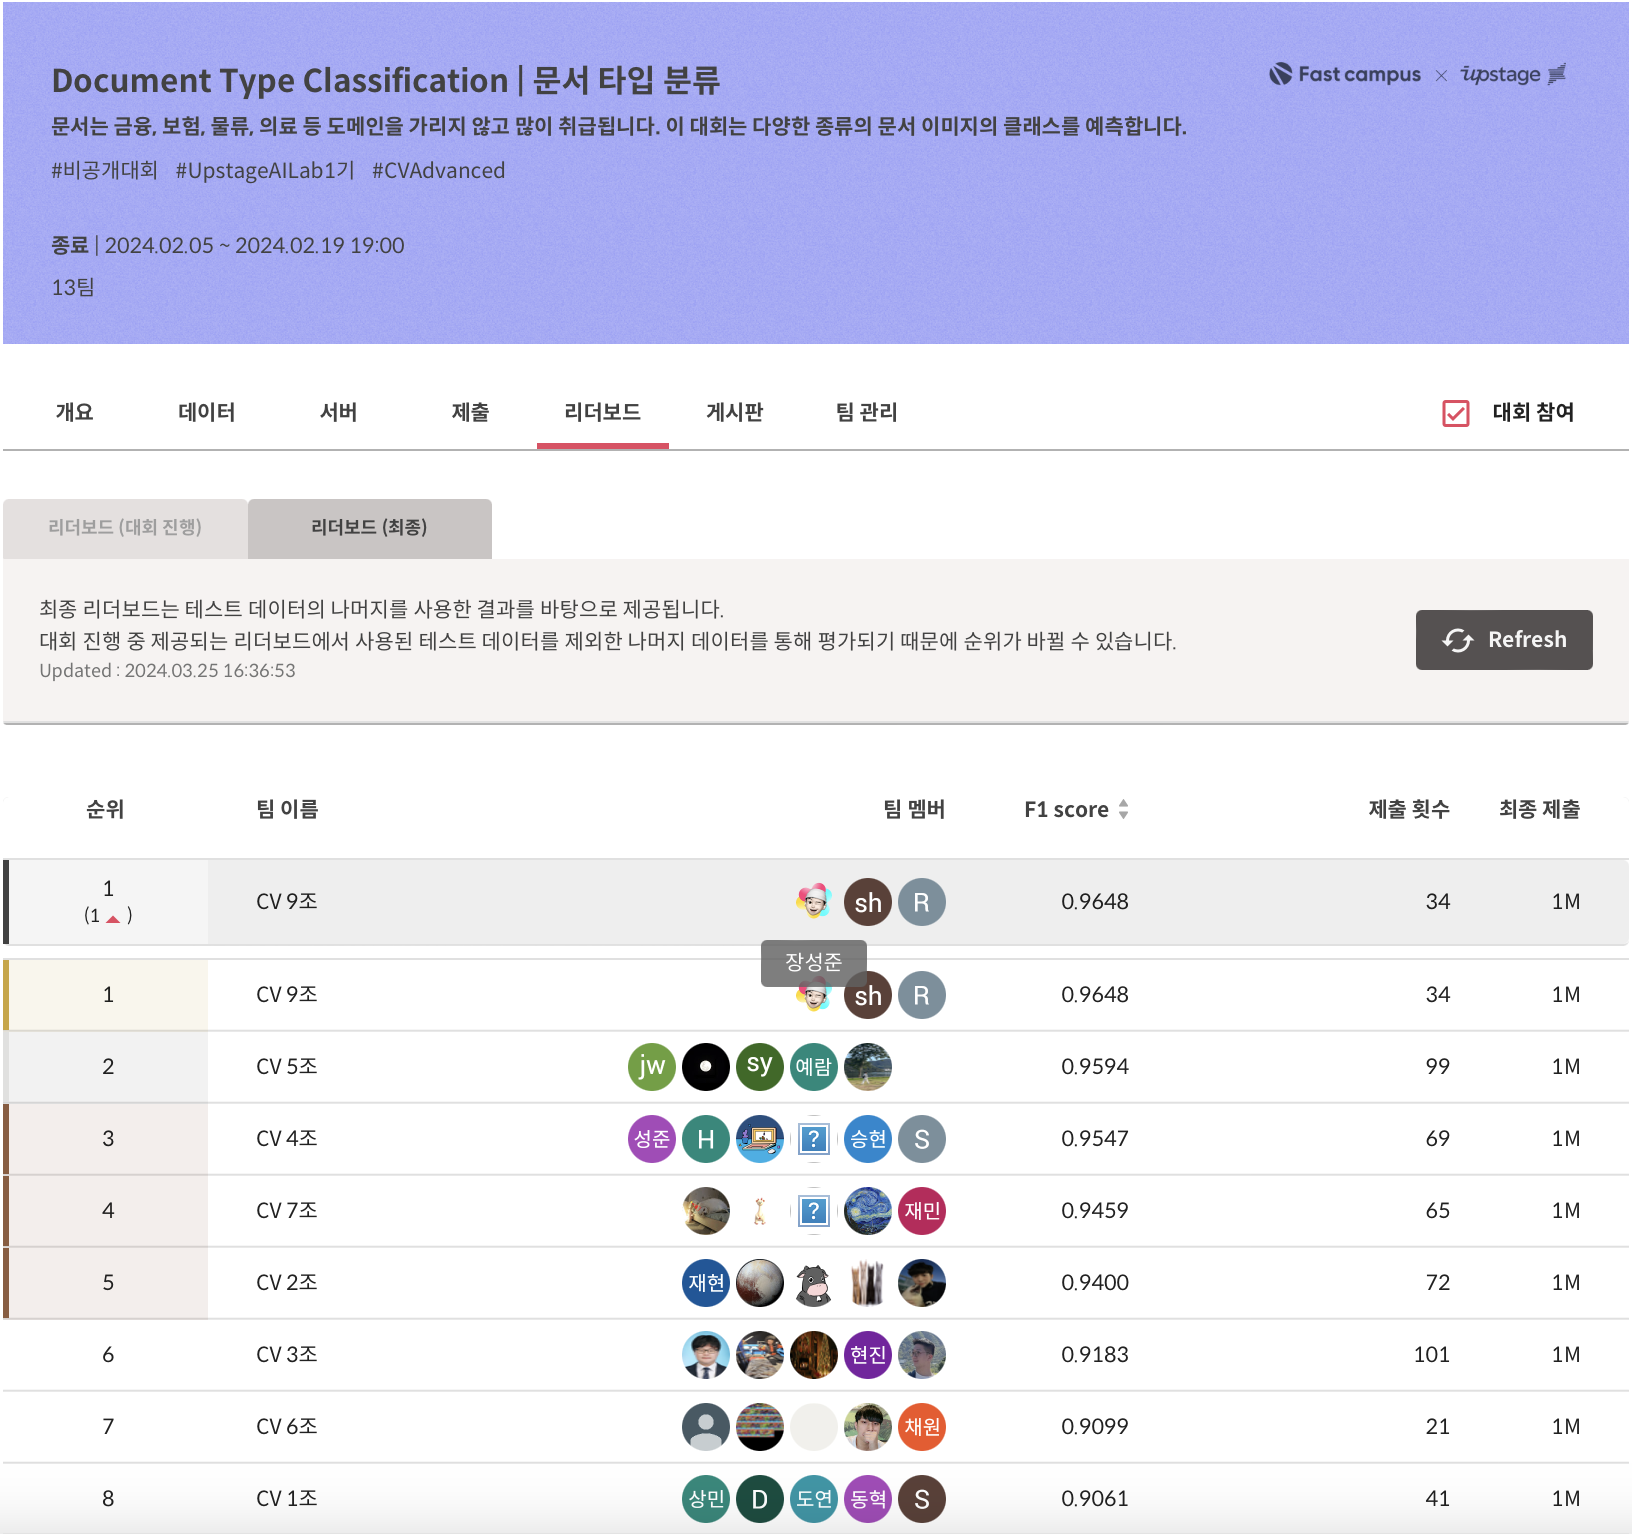 Document Type Classification | 문서 타입 분류
Fast campus × upstage
문서는 금융, 보험, 물류, 의료 등 도메인을 가리지 않고 많이 취급됩니다. 이 대회는 다양한 종류의 문서 이미지의 클래스를 예측합니다.
#비공개대회 #UpstageAILab1기 #CVAdvanced
종료 | 2024.02.05 ~ 2024.02.19 19:00
13팀
개요 데이터 서버 제출 리더보드 게시판 팀 관리 대회 참여
리더보드 (대회 진행) 리더보드 (최종)
최종 리더보드는 테스트 데이터의 나머지를 사용한 결과를 바탕으로 제공됩니다.
대회 진행 중 제공되는 리더보드에서 사용된 테스트 데이터를 제외한 나머지 데이터를 통해 평가되기 때문에 순위가 바뀔 수 있습니다.
Updated : 2024.03.25 16:36:53
Refresh
순위 팀 이름 팀 멤버 F1 score 제출 횟수 최종 제출
1 CV 9조 sh R 0.9648 34 1M
(1 ▲ )
장성준
1 CV 9조 sh R 0.9648 34 1M
2 CV 5조 jw sy 예람 0.9594 99 1M
3 CV 4조 성준 H ? 승현 S 0.9547 69 1M
4 CV 7조 ? 재민 0.9459 65 1M
5 CV 2조 재현 0.9400 72 1M
6 CV 3조 현진 0.9183 101 1M
7 CV 6조 채원 0.9099 21 1M
8 CV 1조 상민 D 도연 동혁 S 0.9061 41 1M